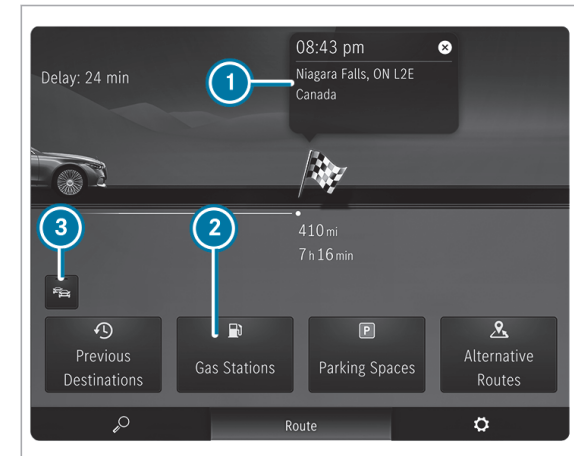 08:43 pm
Delay: 24 min
Niagara Falls, ON L2E
Canada
1
3
2
410 mi
7 h 16 min
P
Previous
Destinations
Gas Stations
Parking Spaces
Alternative
Routes
Route